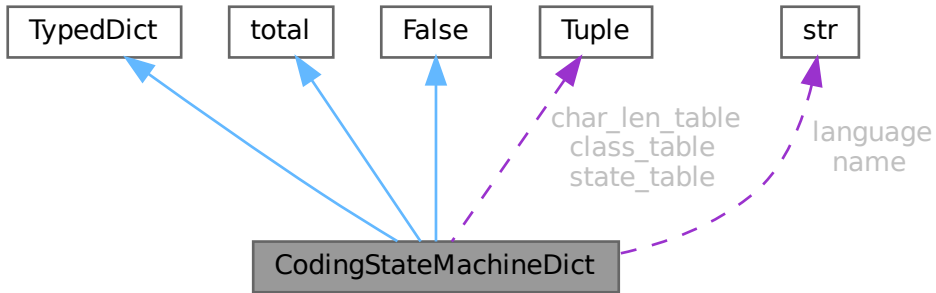 TypedDict
total
False
Tuple
str
char_len_table
class_table
state_table
language
name
CodingStateMachineDict